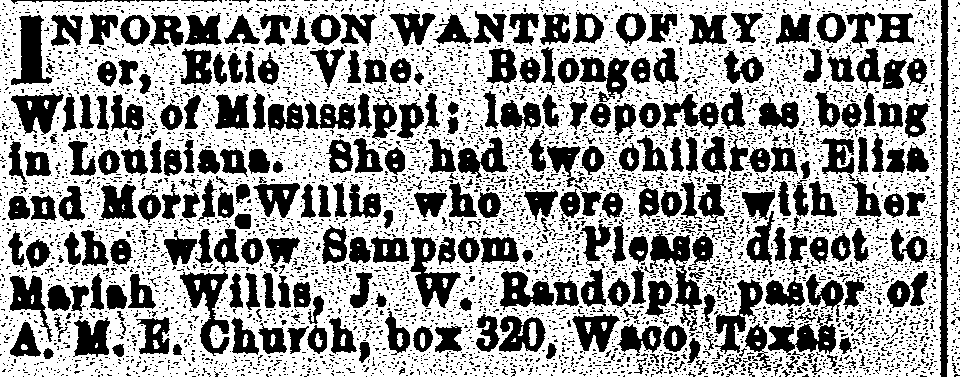 INFORMATION WANTED OF MY MOTH
er, Ettie Vine. Belonged to Judge
Willis of Mississippi; last reported as being
in Louisiana. She had two children, Eliza
and Morris Willis, who were sold with her
to the widow Sampsom. Please direct to
Mariah Willis, J. W. Randolph, pastor of
A. M. E. Church, box 320, Waco, Texas.